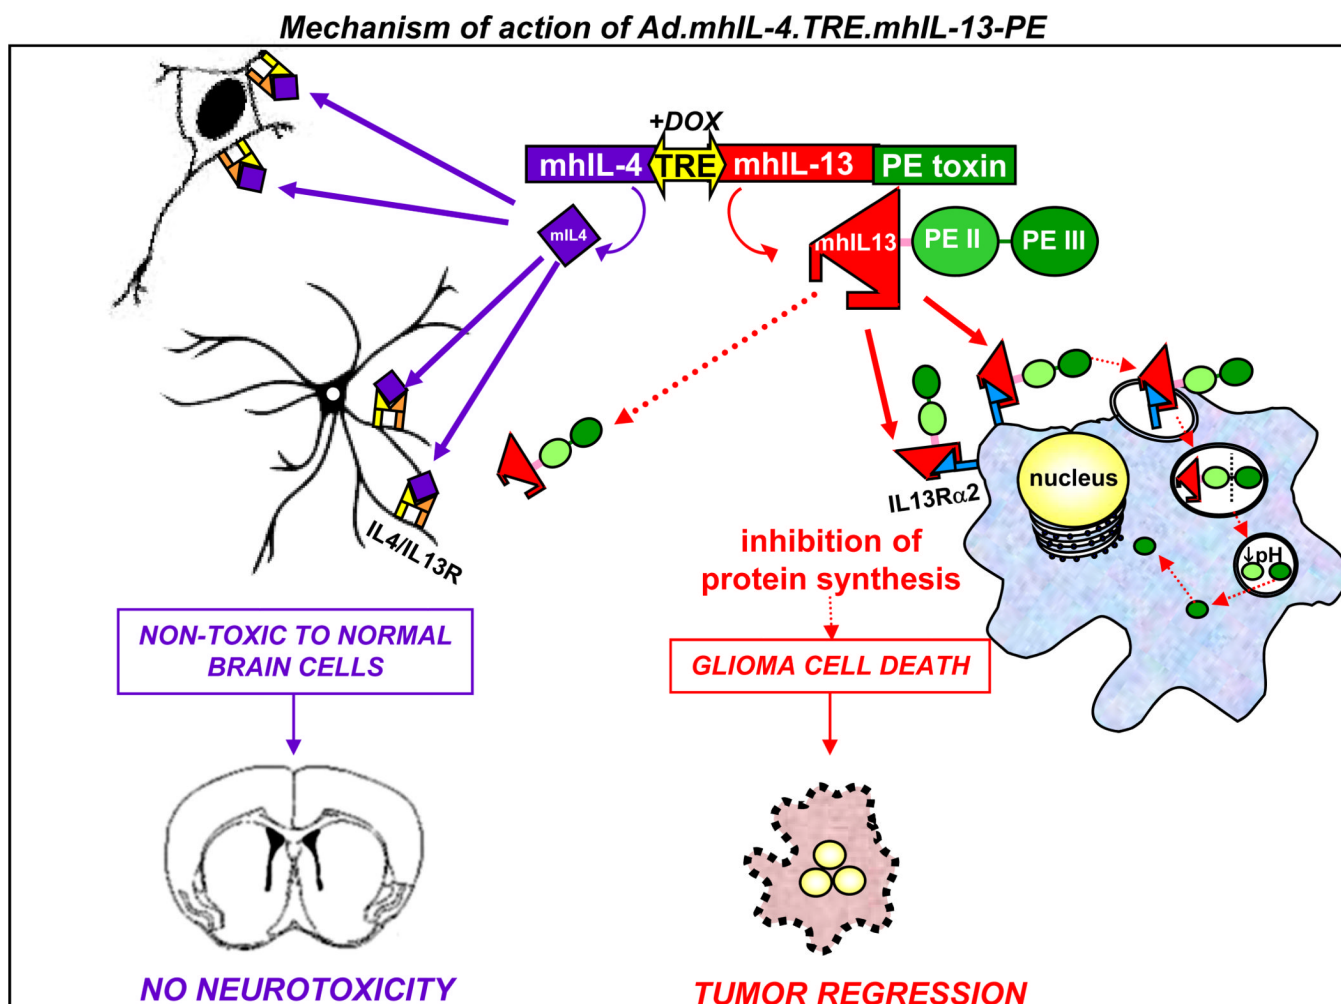 Mechanism of action of Ad.mhIL-4.TRE.mhIL-13-PE
+DOX
mhIL-4
TRE
mhIL-13
PE toxin
mIL4
mhIL13
PE II
PE III
IL4/IL13R
IL13Rα2
nucleus
↓pH
inhibition of
protein synthesis
NON-TOXIC TO NORMAL
BRAIN CELLS
GLIOMA CELL DEATH
NO NEUROTOXICITY
TUMOR REGRESSION